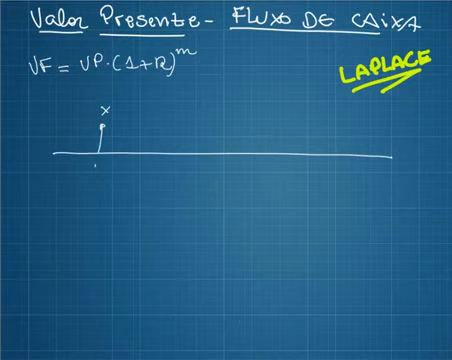 Valor Presente - FLUXO DE CAIXA
VF = VP.(1+R)^m
LAPLACE
x